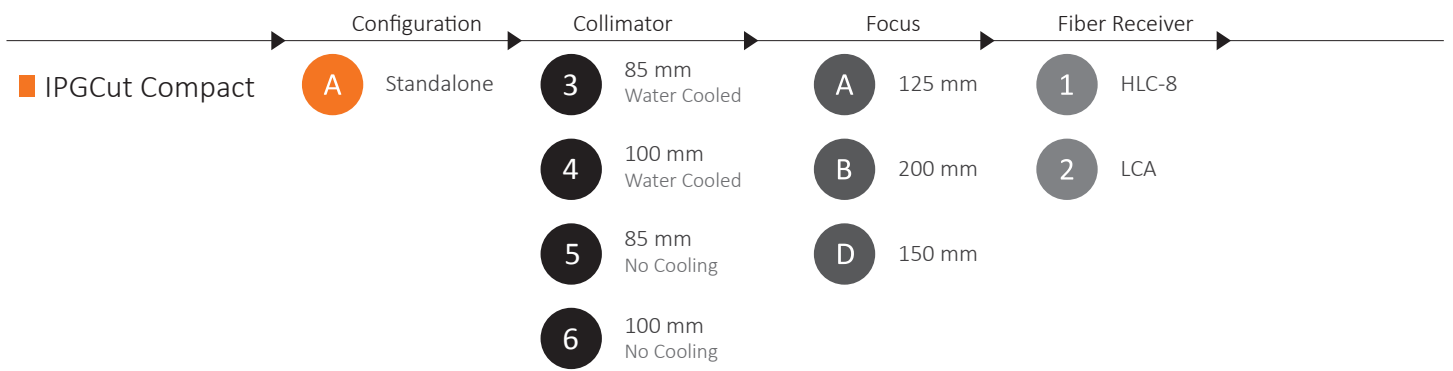 Configuration Collimator Focus Fiber Receiver
IPGCut Compact A Standalone 3 85 mm A 125 mm 1 HLC-8
Water Cooled
4 100 mm B 200 mm 2 LCA
Water Cooled
5 85 mm D 150 mm
No Cooling
6 100 mm
No Cooling